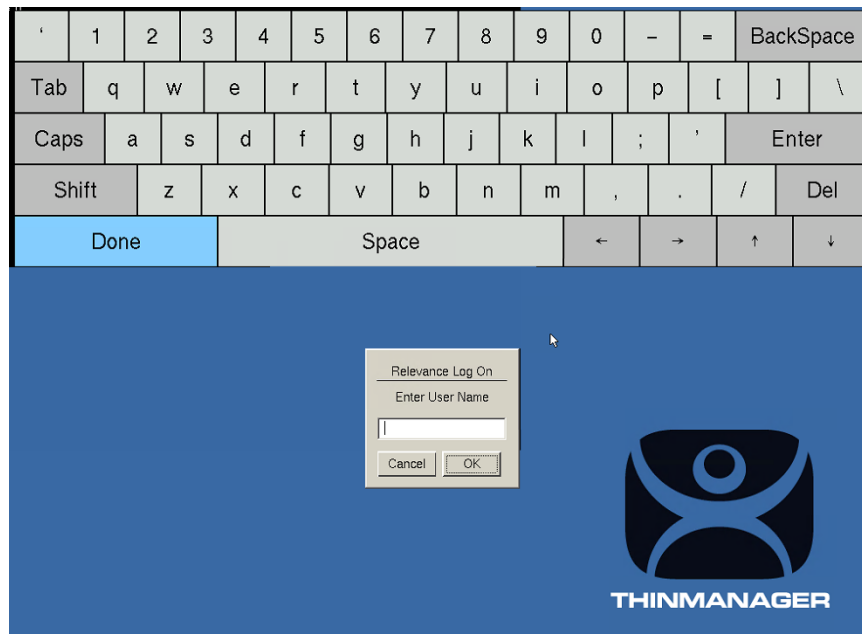 ‘ 1 2 3 4 5 6 7 8 9 0 – = BackSpace
Tab q w e r t y u i o p [ ] \
Caps a s d f g h j k l ; ’ Enter
Shift z x c v b n m , . / Del
Done Space ← → ↑ ↓
Relevance Log On
Enter User Name
Cancel OK
THINMANAGER